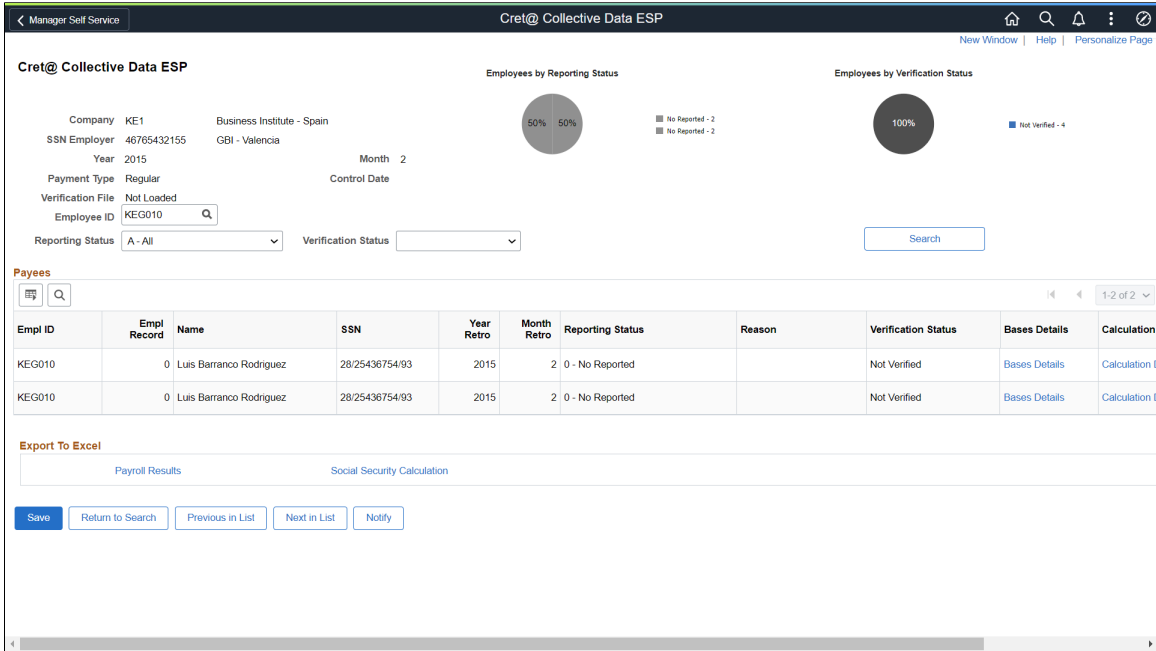 Manager Self Service
Cret@ Collective Data ESP
New Window | Help | Personalize Page
Cret@ Collective Data ESP
Employees by Reporting Status
Employees by Verification Status
50% 50%
No Reported - 2
No Reported - 2
100%
Not Verified - 4
Company KE1 Business Institute - Spain
SSN Employer 46765432155 GBI - Valencia
Year 2015 Month 2
Payment Type Regular Control Date
Verification File Not Loaded
Employee ID KEG010
Reporting Status A - All Verification Status Search
Payees
1-2 of 2
Empl ID Empl Record Name SSN Year Retro Month Retro Reporting Status Reason Verification Status Bases Details Calculation
KEG010 0 Luis Barranco Rodriguez 28/25436754/93 2015 2 0 - No Reported Not Verified Bases Details Calculation
KEG010 0 Luis Barranco Rodriguez 28/25436754/93 2015 2 0 - No Reported Not Verified Bases Details Calculation
Export To Excel
Payroll Results Social Security Calculation
Save Return to Search Previous in List Next in List Notify